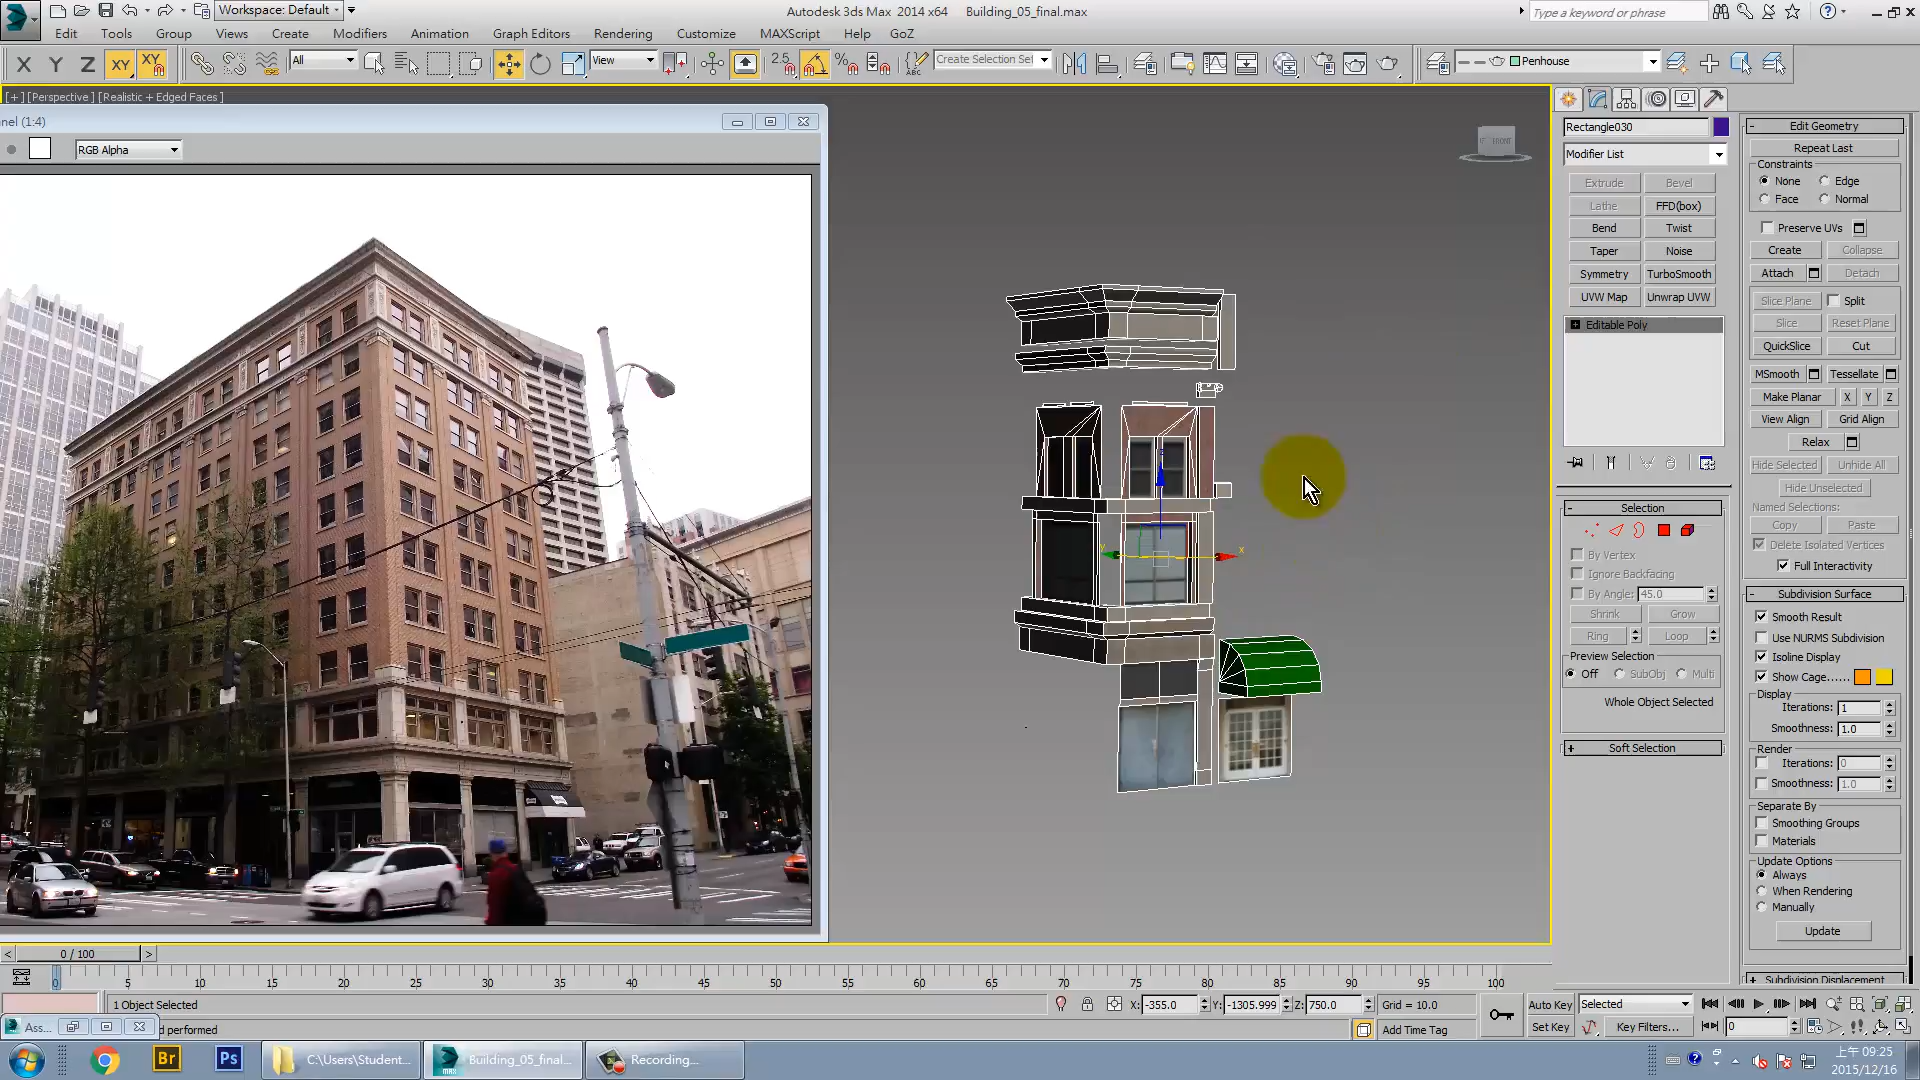 Workspace: Default
Autodesk 3ds Max 2014 x64 Building_05_final.max
Type a keyword or phrase
Edit Tools Group Views Create Modifiers Animation Graph Editors Rendering Customize MAXScript Help GoZ
X Y Z XY XY All View 2.5 Create Selection Set Penhouse
[+] [Perspective ] [Realistic + Edged Faces ]
nel (1:4)
RGB Alpha
FRONT
x
Rectangle030
Modifier List
Extrude Bevel
Lathe FFD(box)
Bend Twist
Taper Noise
Symmetry TurboSmooth
UVW Map Unwrap UVW
Editable Poly
Selection
By Vertex
Ignore Backfacing
By Angle: 45.0
Shrink Grow
Ring Loop
Preview Selection
Off SubObj Multi
Whole Object Selected
Soft Selection
Edit Geometry
Repeat Last
Constraints
None Edge
Face Normal
Preserve UVs
Create Collapse
Attach Detach
Slice Plane Split
Slice Reset Plane
QuickSlice Cut
MSmooth Tessellate
Make Planar X Y Z
View Align Grid Align
Relax
Hide Selected Unhide All
Hide Unselected
Named Selections:
Copy Paste
Delete Isolated Vertices
Full Interactivity
Subdivision Surface
Smooth Result
Use NURMS Subdivision
Isoline Display
Show Cage......
Display
Iterations: 1
Smoothness: 1.0
Render
Iterations: 0
Smoothness: 1.0
Separate By
Smoothing Groups
Materials
Update Options
Always
When Rendering
Manually
Update
Subdivision Displacement
< 0 / 100 >
0 5 10 15 20 25 30 35 40 45 50 55 60 65 70 75 80 85 90 95 100
1 Object Selected X: -355.0 Y: -1305.999 Z: 750.0 Grid = 10.0 Auto Key Selected
Ass... d performed Add Time Tag Set Key Key Filters... 0
Br Ps C:\Users\Student... MAX Building_05_final... Recording...
上午 09:25
2015/12/16